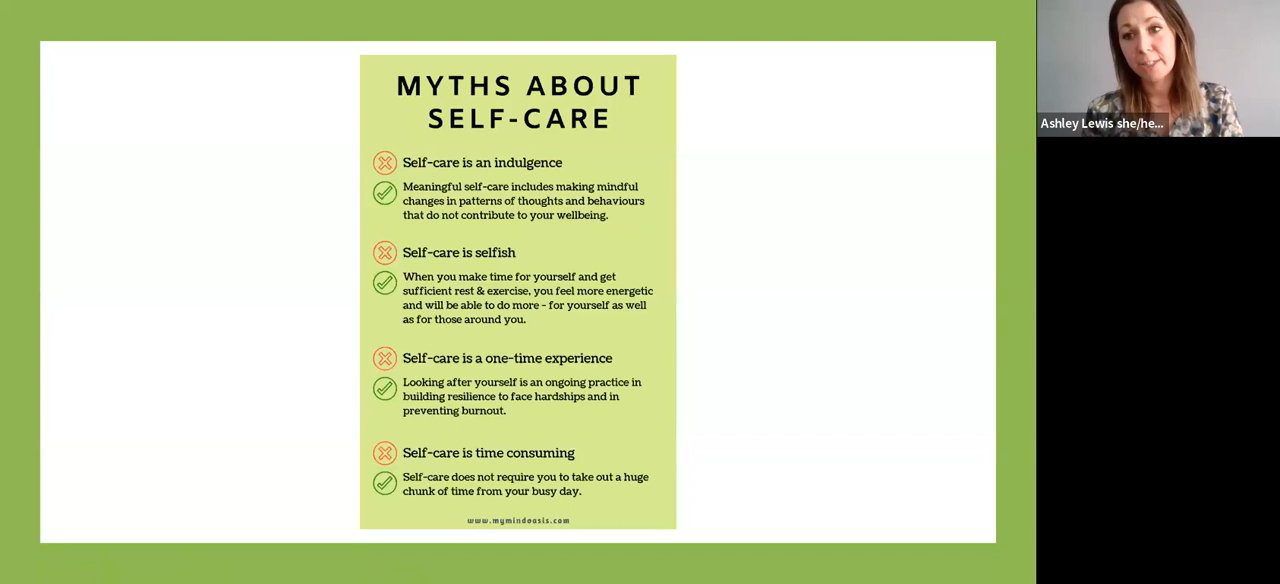 MYTHS ABOUT
SELF-CARE
Self-care is an indulgence
Meaningful self-care includes making mindful
changes in patterns of thoughts and behaviours
that do not contribute to your wellbeing.
Self-care is selfish
When you make time for yourself and get
sufficient rest & exercise, you feel more energetic
and will be able to do more - for yourself as well
as for those around you.
Self-care is a one-time experience
Looking after yourself is an ongoing practice in
building resilience to face hardships and in
preventing burnout.
Self-care is time consuming
Self-care does not require you to take out a huge
chunk of time from your busy day.
www.mymindoasis.com
Ashley Lewis she/he...